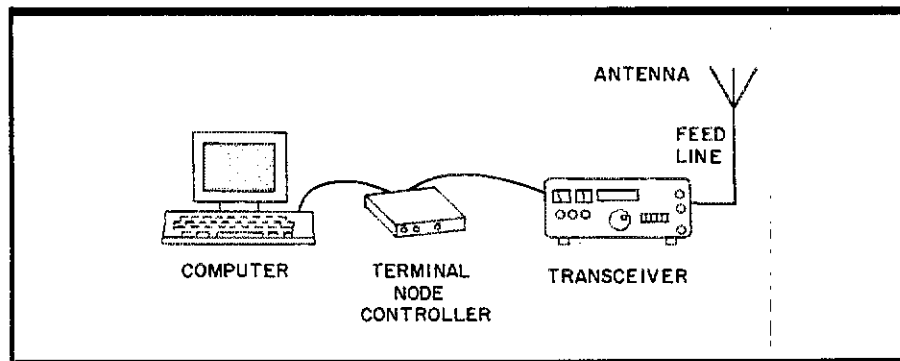 ANTENNA
FEED
LINE
COMPUTER
TERMINAL
NODE
CONTROLLER
TRANSCEIVER